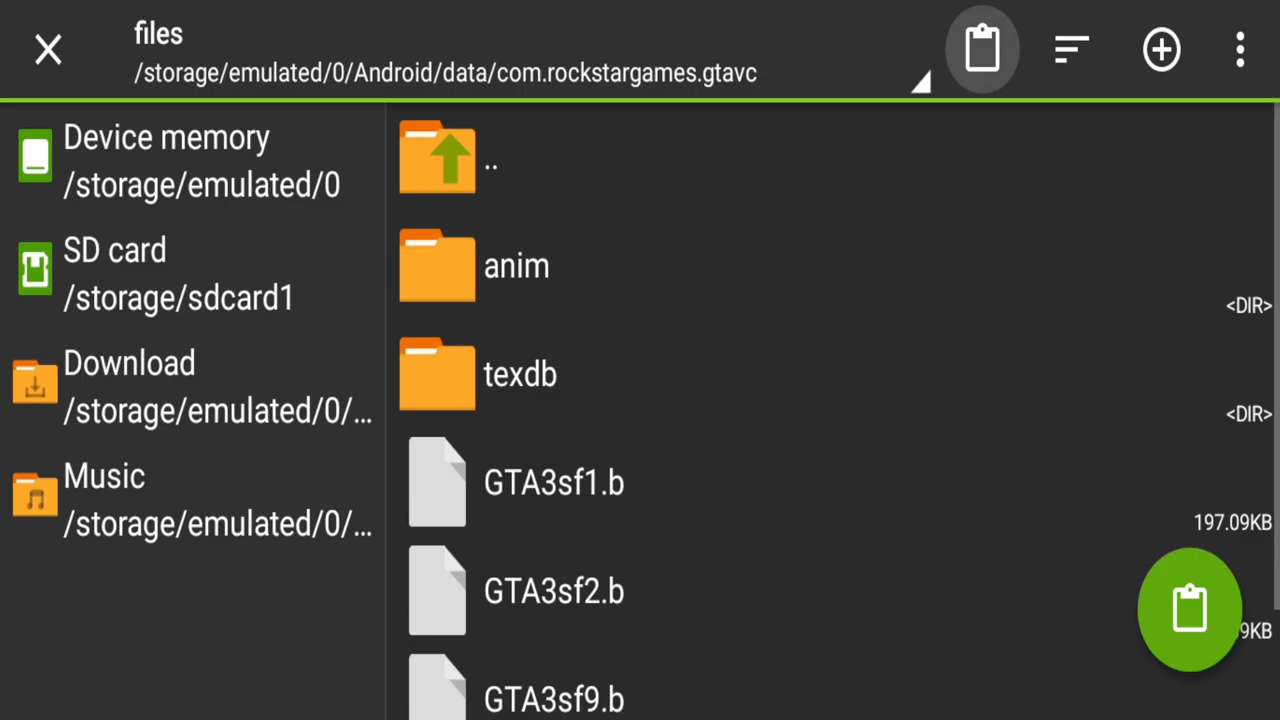 files
/storage/emulated/0/Android/data/com.rockstargames.gtavc
Device memory
/storage/emulated/0
SD card
/storage/sdcard1
Download
/storage/emulated/0/...
Music
/storage/emulated/0/...
..
anim
<DIR>
texdb
<DIR>
GTA3sf1.b
197.09KB
GTA3sf2.b
9KB
GTA3sf9.b